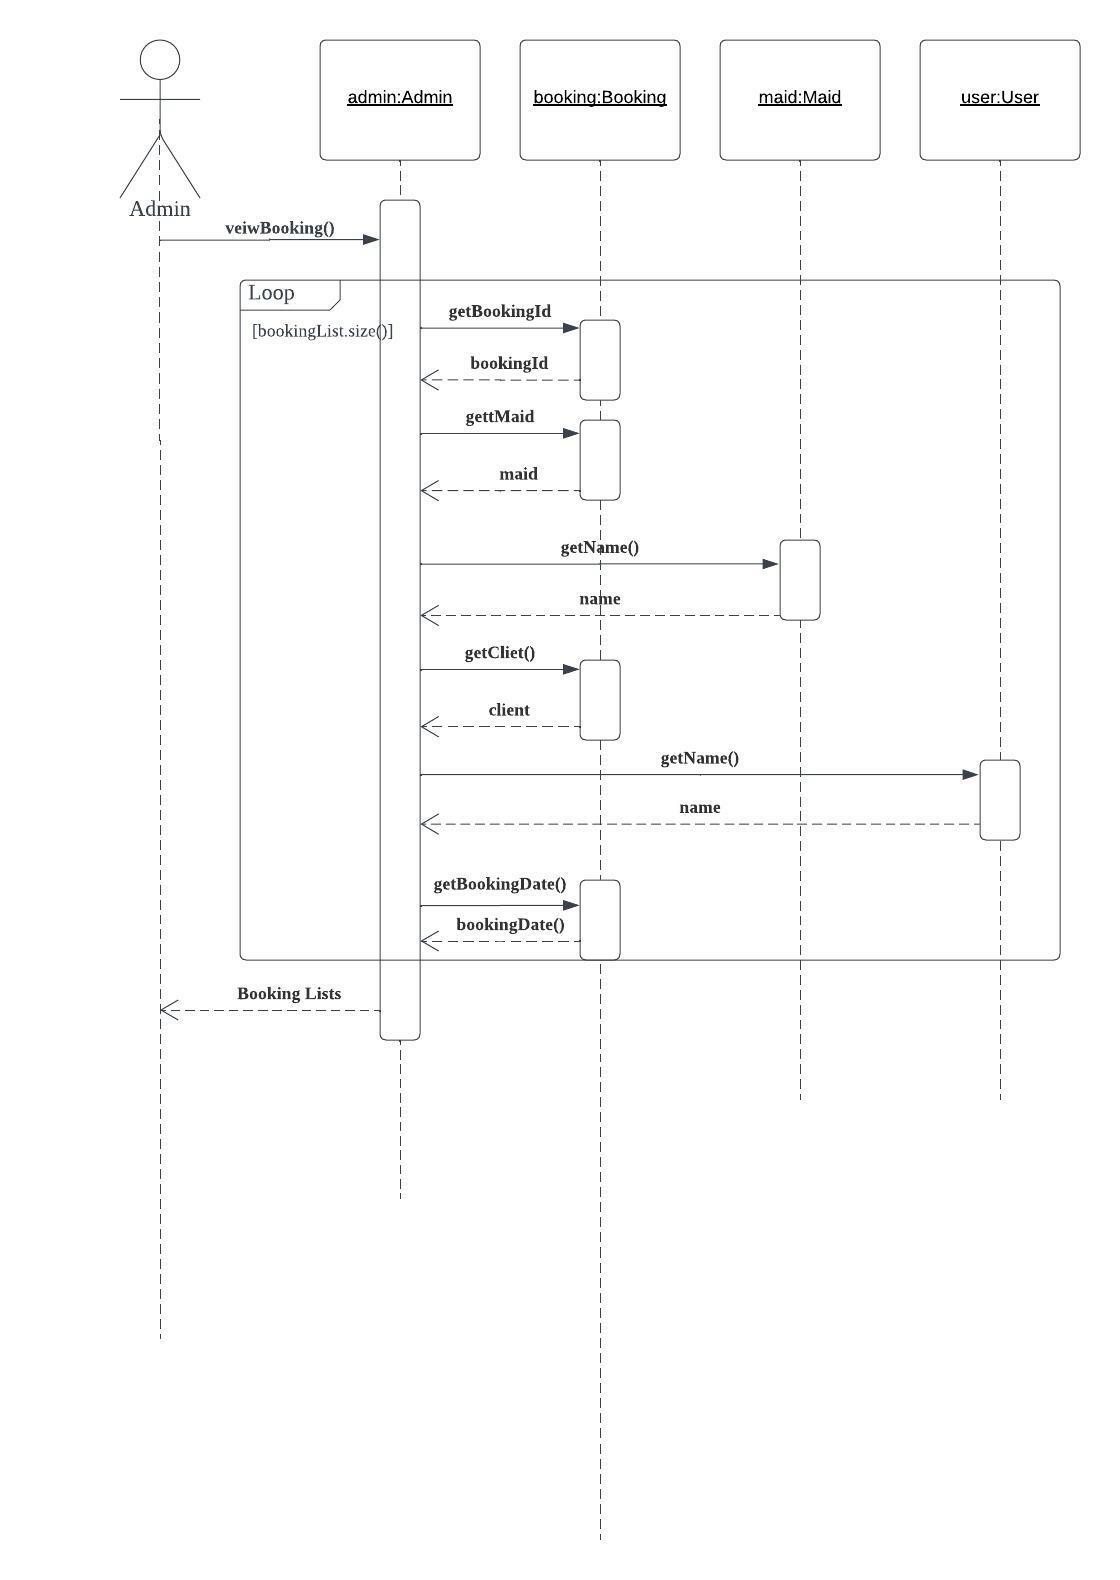 admin:Admin
booking:Booking
maid:Maid
user:User
Admin
veiwBooking()
Loop
[bookingList.size()]
getBookingId
bookingId
gettMaid
maid
getName()
name
getCliet()
client
getName()
name
getBookingDate()
bookingDate()
Booking Lists